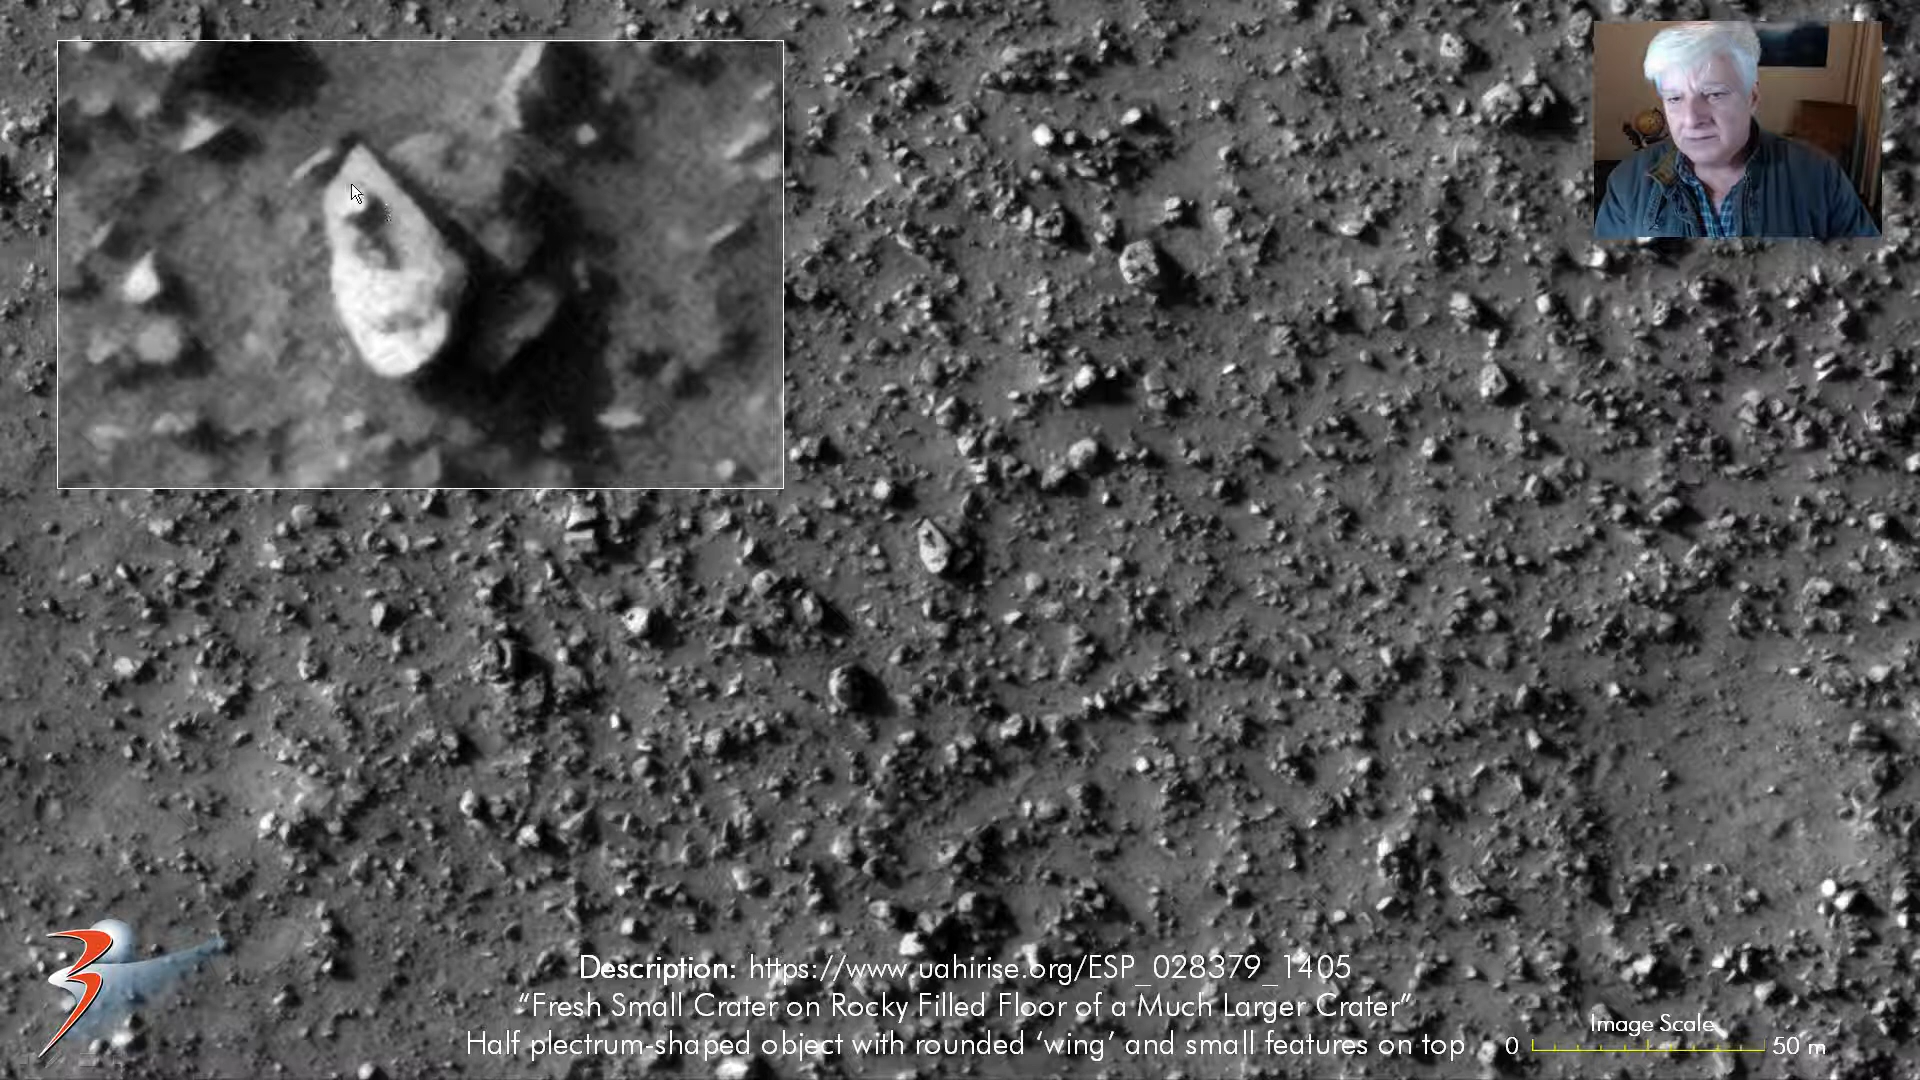 Description: https://www.uahirise.org/ESP_028379_1405
“Fresh Small Crater on Rocky Filled Floor of a Much Larger Crater”
Half plectrum-shaped object with rounded ‘wing’ and small features on top
Image Scale
0 50 m